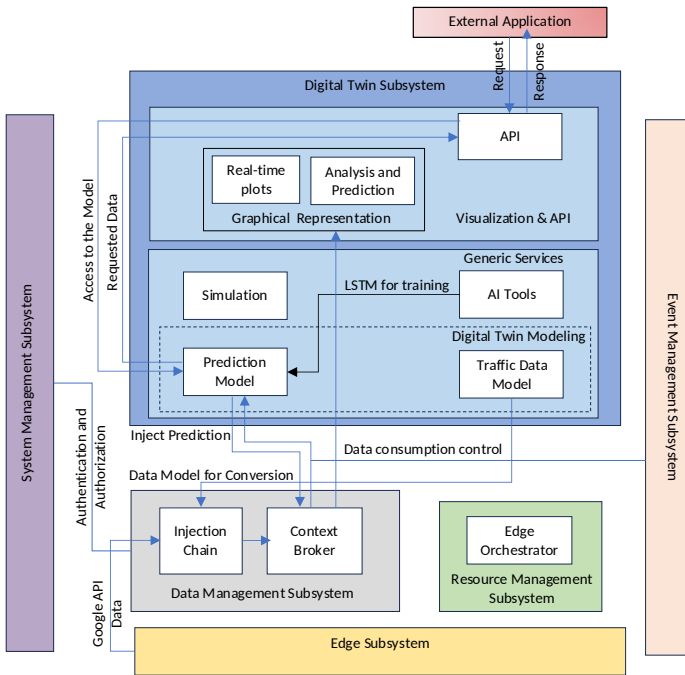 External Application
Request
Response
Digital Twin Subsystem
API
Real-time
plots
Analysis and
Prediction
Graphical Representation
Visualization & API
Access to the Model
Requested Data
Generic Services
Simulation
LSTM for training
AI Tools
Digital Twin Modeling
Prediction
Model
Traffic Data
Model
System Management Subsystem
Event Management Subsystem
Inject Prediction
Data consumption control
Data Model for Conversion
Authentication and
Authorization
Injection
Chain
Context
Broker
Data Management Subsystem
Edge
Orchestrator
Resource Management
Subsystem
Google API
Data
Edge Subsystem